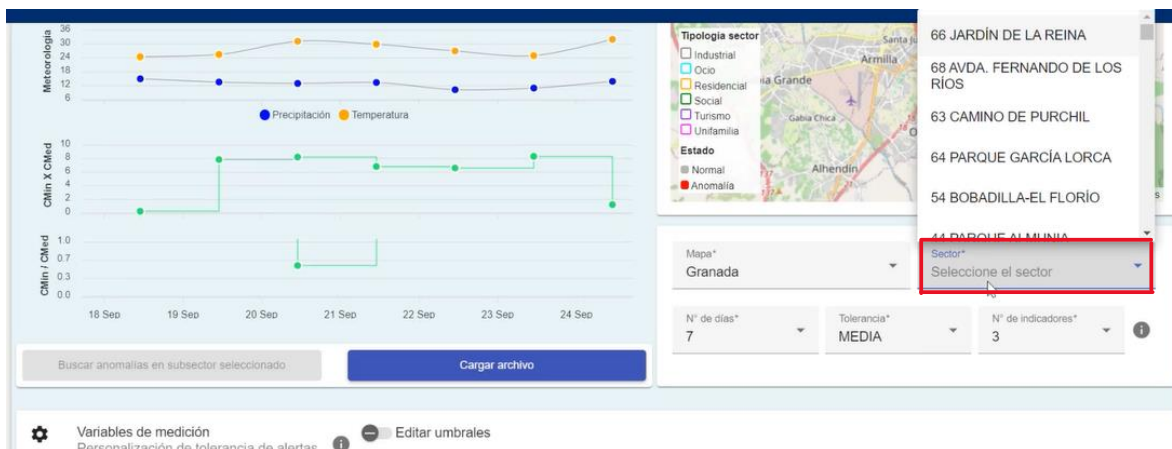 Meteorología
36
30
24
18
12
6
Precipitación
Temperatura
CMin X CMed
10
8
6
4
2
0
CMin / CMed
1.0
0.7
0.3
0.0
18 Sep
19 Sep
20 Sep
21 Sep
22 Sep
23 Sep
24 Sep
Buscar anomalías en subsector seleccionado
Cargar archivo
Tipologia sector
Industrial
Ocio
Residencial
Social
Turismo
Unifamilia
Estado
Normal
Anomalía
Armilla
ia Grande
Gabia Chica
Alhendín
66 JARDÍN DE LA REINA
68 AVDA. FERNANDO DE LOS
RÍOS
63 CAMINO DE PURCHIL
64 PARQUE GARCÍA LORCA
54 BOBADILLA-EL FLORÍO
44 PARQUE ALMUNIA
Mapa*
Granada
Sector*
Seleccione el sector
N° de días*
7
Tolerancia*
MEDIA
N° de indicadores*
3
Variables de medición
Personalización de tolerancia de alertas
Editar umbrales